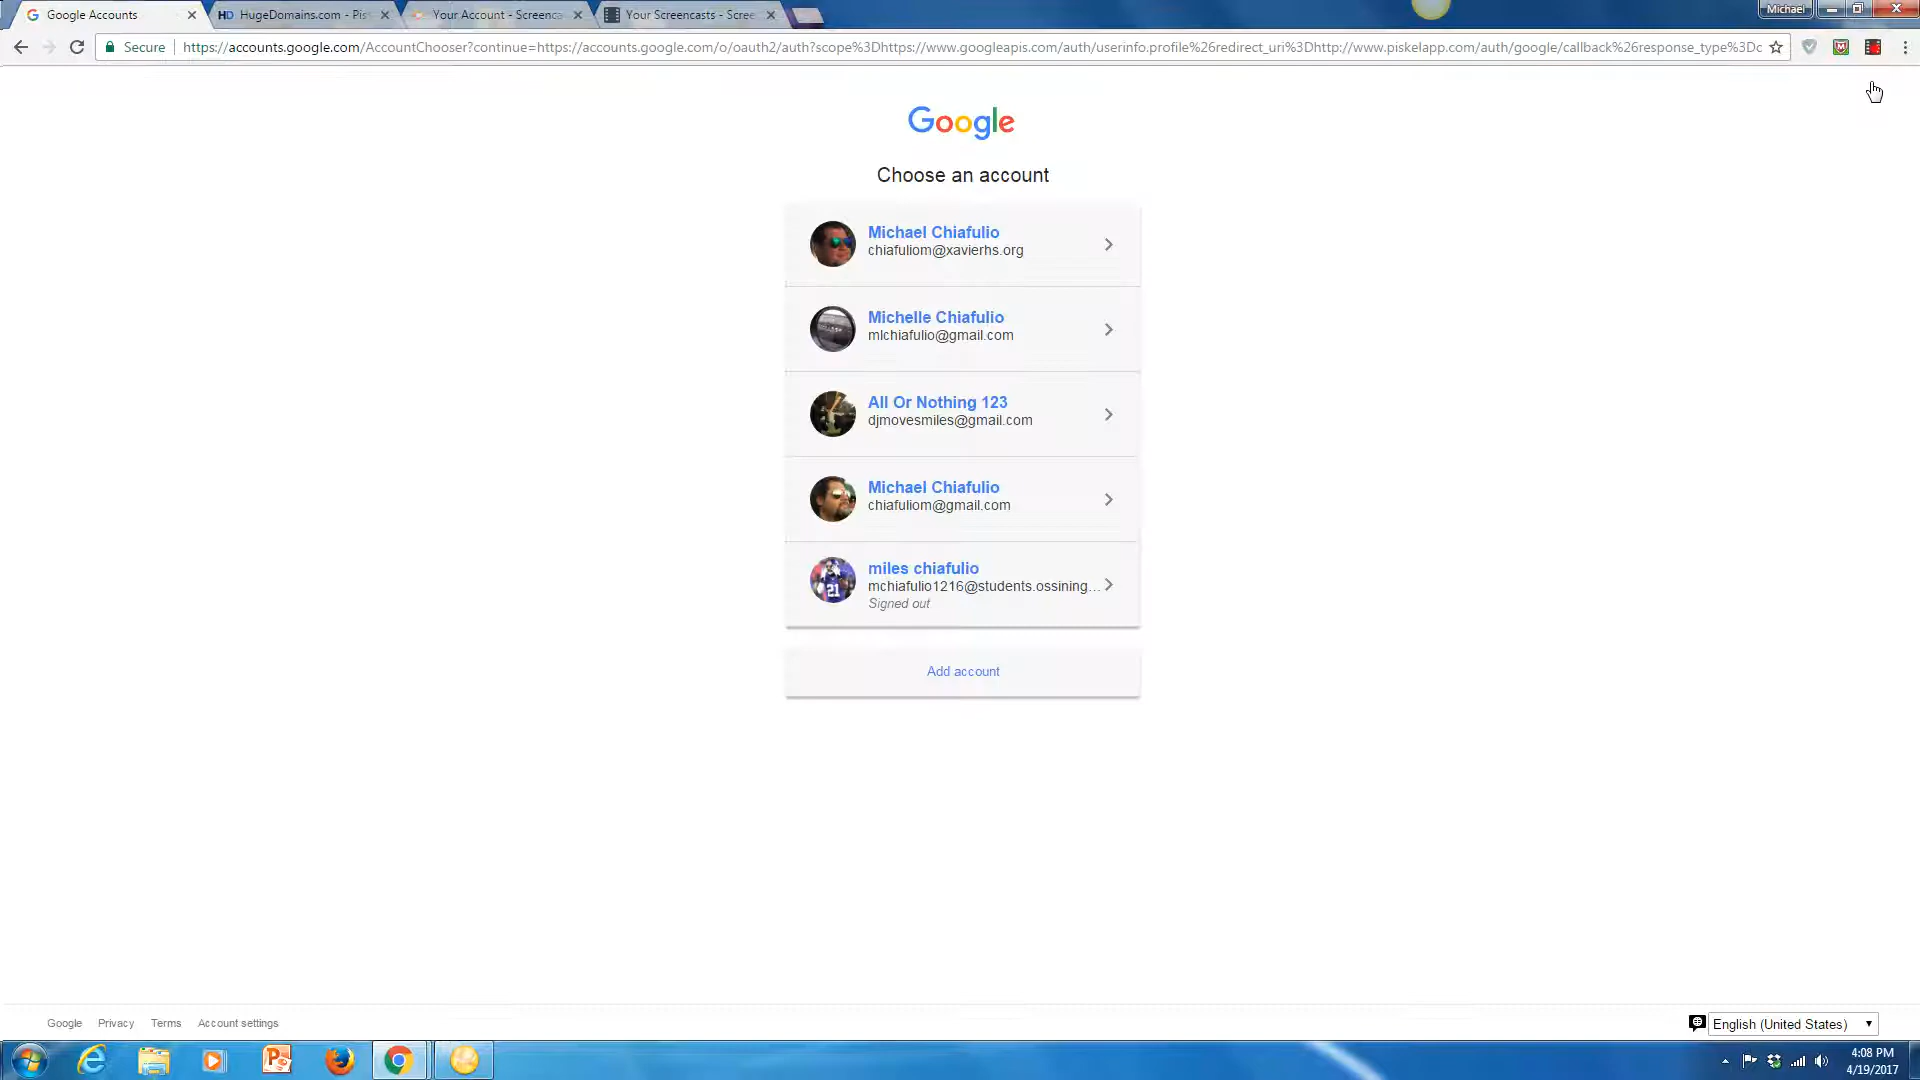 Google Accounts
HugeDomains.com - Pis
Your Account - Screenca
Your Screencasts - Scree
Michael
Secure
https://accounts.google.com/AccountChooser?continue=https://accounts.google.com/o/oauth2/auth?scope%3Dhttps://www.googleapis.com/auth/userinfo.profile%26redirect_uri%3Dhttp://www.piskelapp.com/auth/google/callback%26response_type%3Dc
Google
Choose an account
Michael Chiafulio
chiafuliom@xavierhs.org
Michelle Chiafulio
mlchiafulio@gmail.com
All Or Nothing 123
djmovesmiles@gmail.com
Michael Chiafulio
chiafuliom@gmail.com
21
miles chiafulio
mchiafulio1216@students.ossining...
Signed out
Add account
Google
Privacy
Terms
Account settings
English (United States)
4:08 PM
4/19/2017